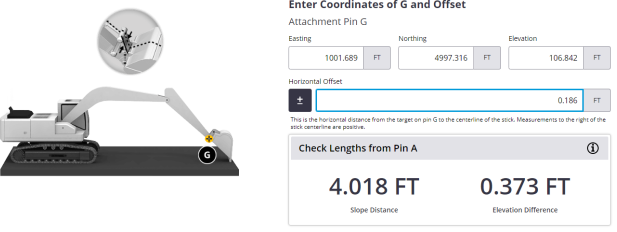 Enter Coordinates of G and Offset
Attachment Pin G
Easting Northing Elevation
1001.689 FT 4997.316 FT 106.842 FT
Horizontal Offset
± 0.186 FT
This is the horizontal distance from the target on pin G to the centerline of the stick. Measurements to the right of the
stick centerline are positive.
Check Lengths from Pin A
4.018 FT 0.373 FT
Slope Distance Elevation Difference
G